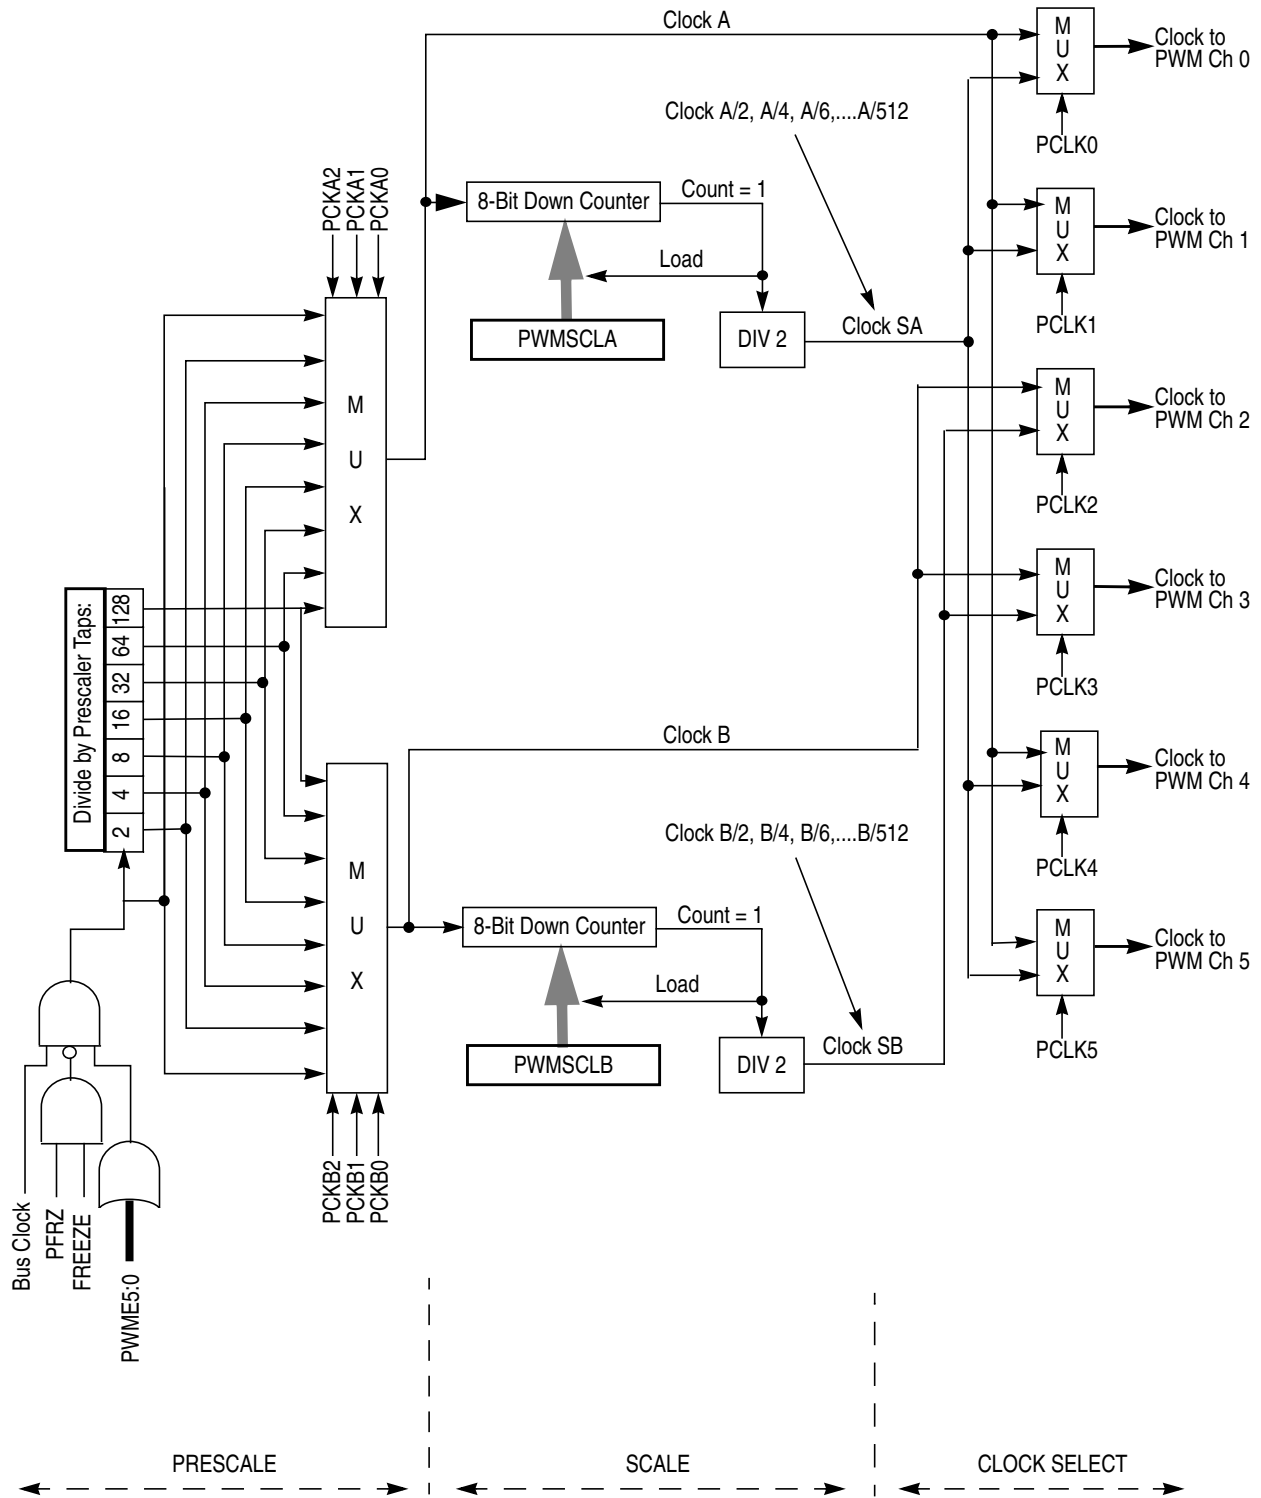 Clock A
M
U
X
Clock to
PWM Ch 0
PCLK0
Clock A/2, A/4, A/6,....A/512
PCKA2
PCKA1
PCKA0
8-Bit Down Counter
Count = 1
Load
PWMSCLA
DIV 2
Clock SA
M
U
X
Clock to
PWM Ch 1
PCLK1
M
U
X
M
U
X
Clock to
PWM Ch 2
PCLK2
M
U
X
Clock to
PWM Ch 3
PCLK3
Divide by Prescaler Taps:
128
64
32
16
8
4
2
Clock B
M
U
X
Clock to
PWM Ch 4
PCLK4
Clock B/2, B/4, B/6,....B/512
M
U
X
8-Bit Down Counter
Count = 1
Load
PWMSCLB
DIV 2
Clock SB
M
U
X
Clock to
PWM Ch 5
PCLK5
PCKB2
PCKB1
PCKB0
Bus Clock
PFRZ
FREEZE
PWME5:0
PRESCALE
SCALE
CLOCK SELECT